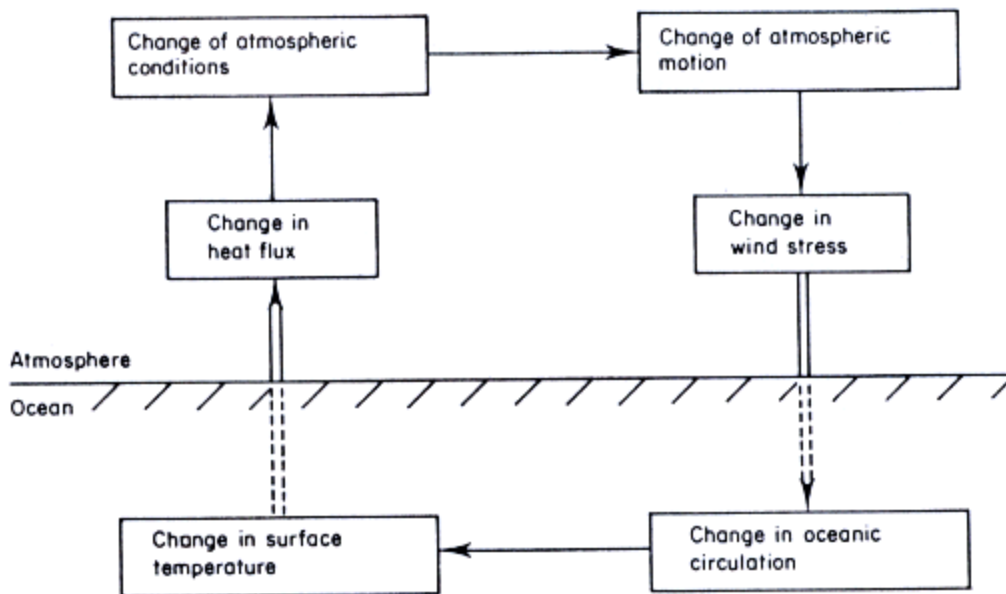 Change of atmospheric
conditions
Change of atmospheric
motion
Change in
heat flux
Change in
wind stress
Atmosphere
Ocean
Change in surface
temperature
Change in oceanic
circulation